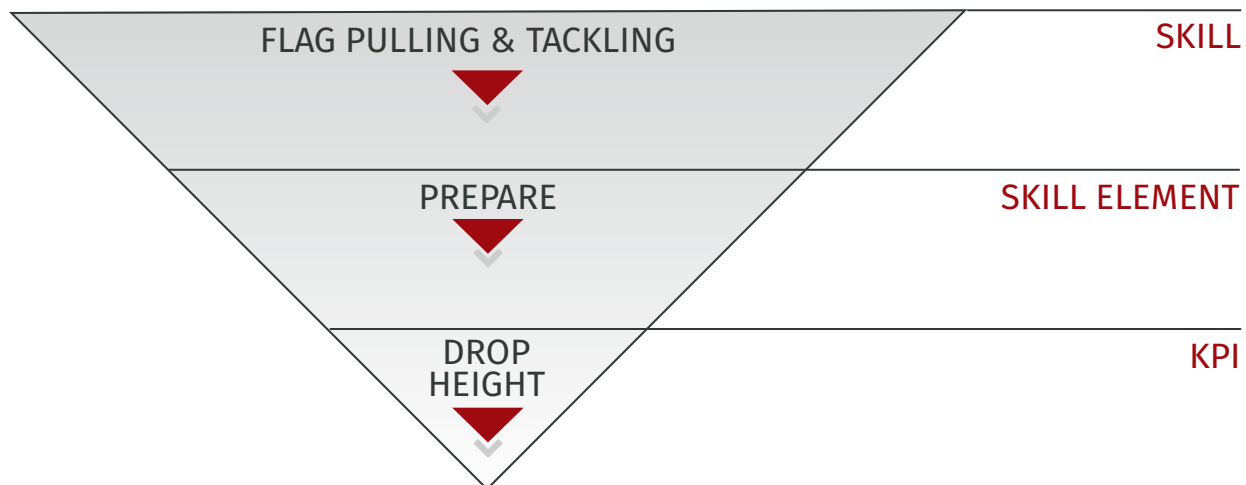 FLAG PULLING & TACKLING
SKILL
PREPARE
SKILL ELEMENT
DROP
HEIGHT
KPI